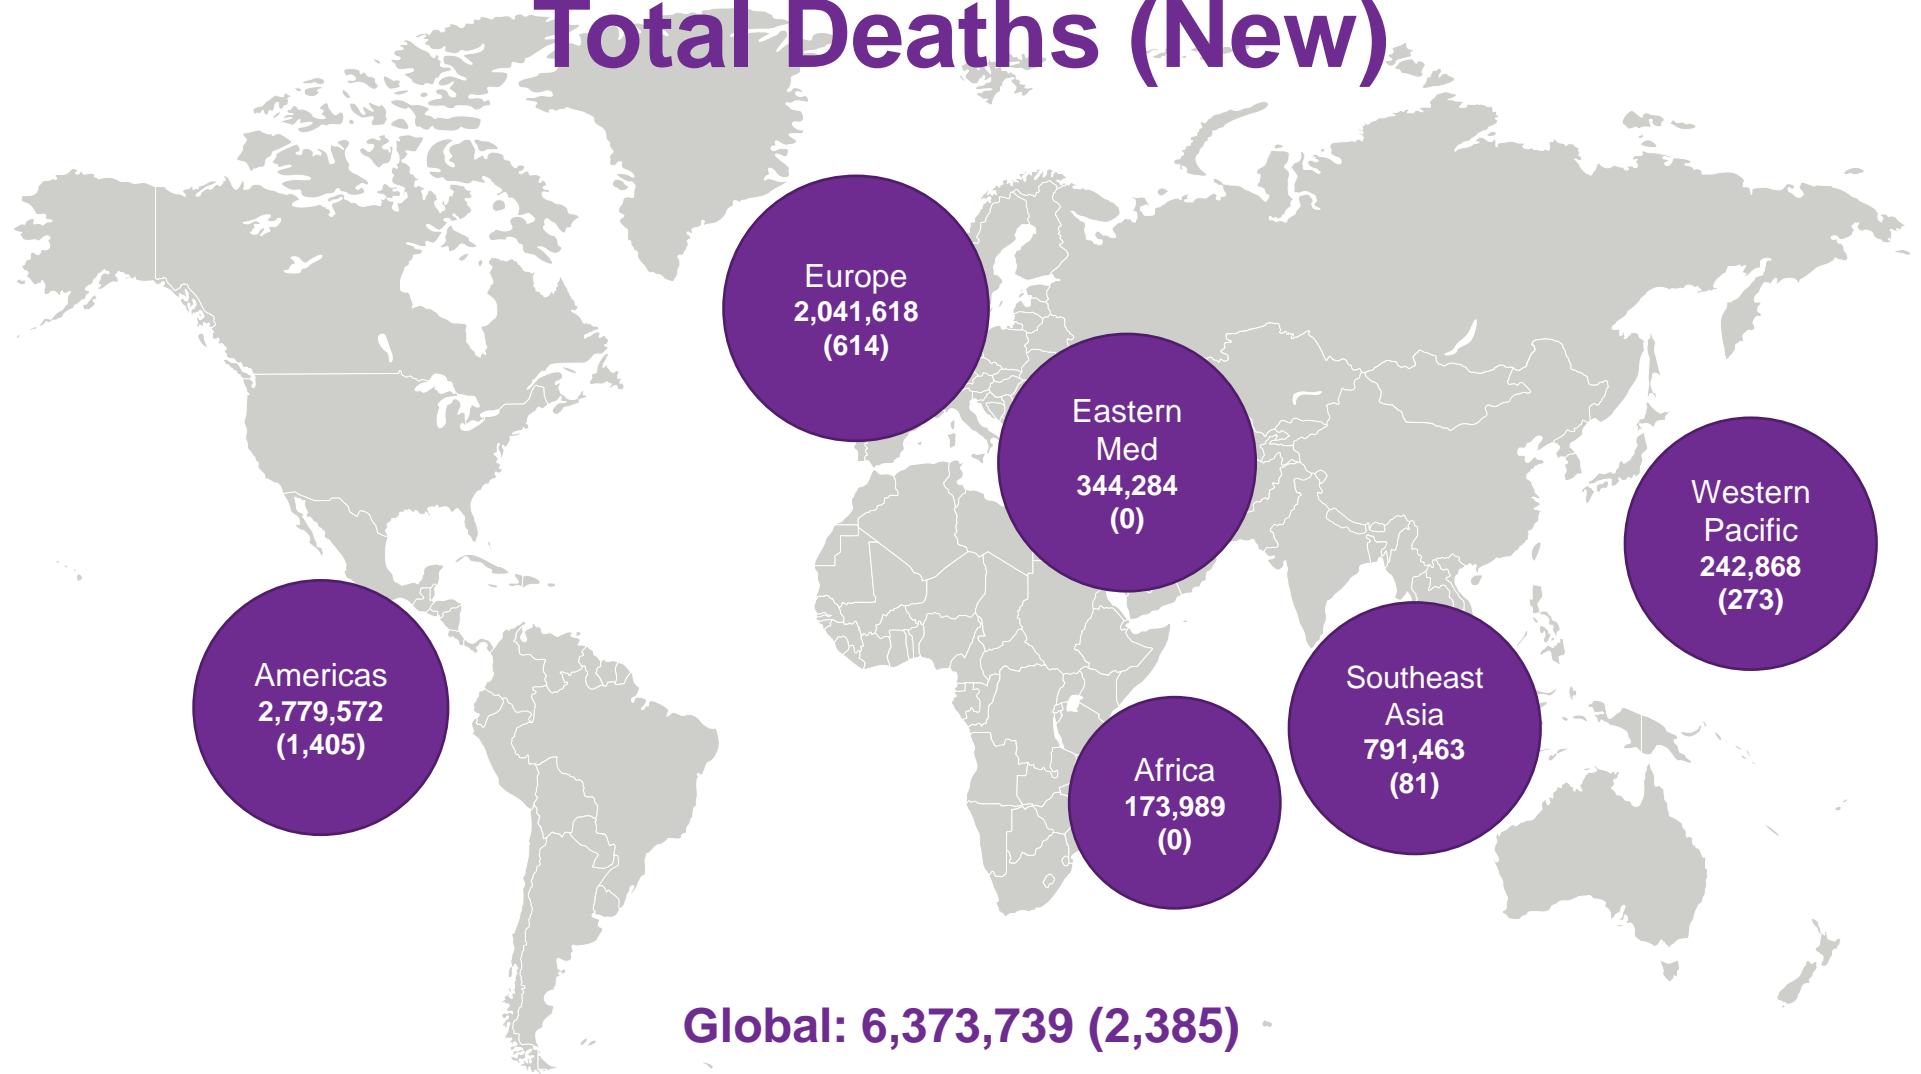 Total Deaths (New)
Europe
2,041,618
(614)
Eastern
Med
344,284
(0)
Western
Pacific
242,868
(273)
Americas
2,779,572
(1,405)
Southeast
Asia
791,463
(81)
Africa
173,989
(0)
Global: 6,373,739 (2,385)